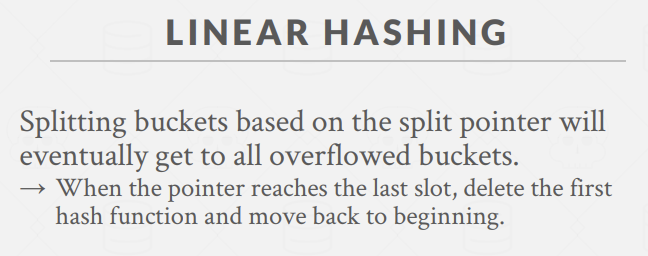 LINEAR HASHING
Splitting buckets based on the split pointer will
eventually get to all overflowed buckets.
→ When the pointer reaches the last slot, delete the first
hash function and move back to beginning.